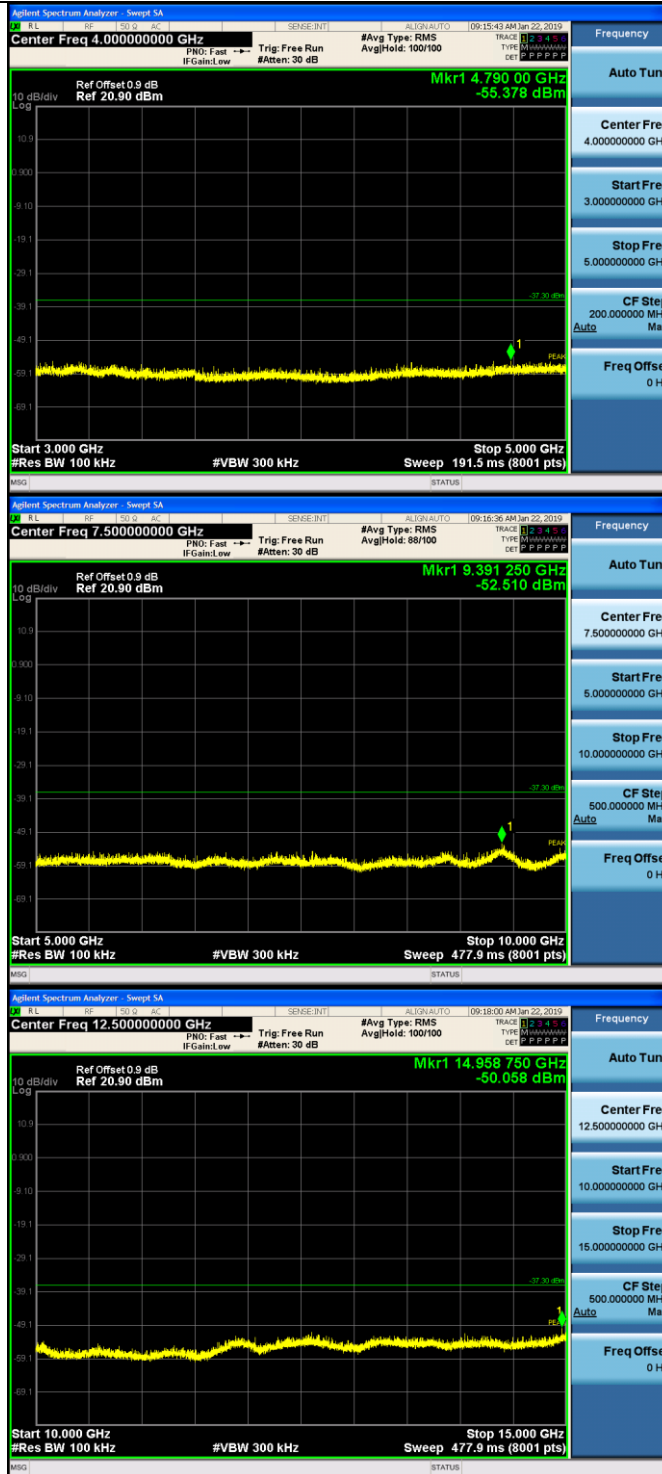 Agilent Spectrum Analyzer - Swept SA
RL RF 50 Ω AC SENSE:INT ALIGN AUTO 09:15:43 AM Jan 22, 2019
Center Freq 4.000000000 GHz #Avg Type: RMS TRACE 1 2 3 4 5 6
PNO: Fast Trig: Free Run Avg|Hold: 100/100 TYPE M
IFGain:Low #Atten: 30 dB DET P P P P P P
Frequency
Auto Tun
Mkr1 4.790 00 GHz
-55.378 dBm
Ref Offset 0.9 dB
10 dB/div Ref 20.90 dBm
Log
10.9
0.900
-9.10
-19.1
-29.1
-37.30 dBm
-39.1
-49.1
1
PEAK
-59.1
-69.1
Center Fre
4.000000000 GH
Start Fre
3.000000000 GH
Stop Fre
5.000000000 GH
CF Ste
200.000000 MH
Auto Ma
Freq Offse
0 H
Start 3.000 GHz Stop 5.000 GHz
#Res BW 100 kHz #VBW 300 kHz Sweep 191.5 ms (8001 pts)
MSG STATUS
Agilent Spectrum Analyzer - Swept SA
RL RF 50 Ω AC SENSE:INT ALIGN AUTO 09:16:36 AM Jan 22, 2019
Center Freq 7.500000000 GHz #Avg Type: RMS TRACE 1 2 3 4 5 6
PNO: Fast Trig: Free Run Avg|Hold: 88/100 TYPE M
IFGain:Low #Atten: 30 dB DET P P P P P P
Frequency
Auto Tun
Mkr1 9.391 250 GHz
-52.510 dBm
Ref Offset 0.9 dB
10 dB/div Ref 20.90 dBm
Log
10.9
0.900
-9.10
-19.1
-29.1
-37.30 dBm
-39.1
-49.1
1
PEAK
-59.1
-69.1
Center Fre
7.500000000 GH
Start Fre
5.000000000 GH
Stop Fre
10.000000000 GH
CF Ste
500.000000 MH
Auto Ma
Freq Offse
0 H
Start 5.000 GHz Stop 10.000 GHz
#Res BW 100 kHz #VBW 300 kHz Sweep 477.9 ms (8001 pts)
MSG STATUS
Agilent Spectrum Analyzer - Swept SA
RL RF 50 Ω AC SENSE:INT ALIGN AUTO 09:18:00 AM Jan 22, 2019
Center Freq 12.500000000 GHz #Avg Type: RMS TRACE 1 2 3 4 5 6
PNO: Fast Trig: Free Run Avg|Hold: 100/100 TYPE M
IFGain:Low #Atten: 30 dB DET P P P P P P
Frequency
Auto Tun
Mkr1 14.958 750 GHz
-50.058 dBm
Ref Offset 0.9 dB
10 dB/div Ref 20.90 dBm
Log
10.9
0.900
-9.10
-19.1
-29.1
-37.30 dBm
-39.1
1
-49.1
-59.1
-69.1
Center Fre
12.500000000 GH
Start Fre
10.000000000 GH
Stop Fre
15.000000000 GH
CF Ste
500.000000 MH
Auto Ma
Freq Offse
0 H
Start 10.000 GHz Stop 15.000 GHz
#Res BW 100 kHz #VBW 300 kHz Sweep 477.9 ms (8001 pts)
MSG STATUS